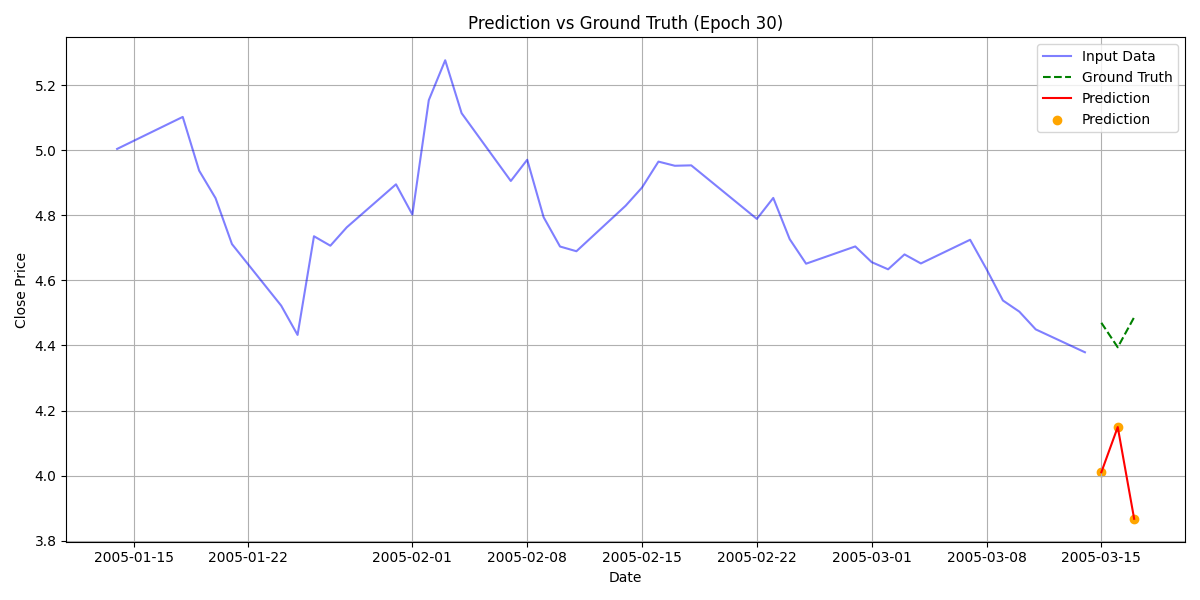 Prediction vs Ground Truth (Epoch 30)
Input Data
Ground Truth
Prediction
Prediction
Close Price
5.2
5.0
4.8
4.6
4.4
4.2
4.0
3.8
2005-01-15
2005-01-22
2005-02-01
2005-02-08
2005-02-15
2005-02-22
2005-03-01
2005-03-08
2005-03-15
Date